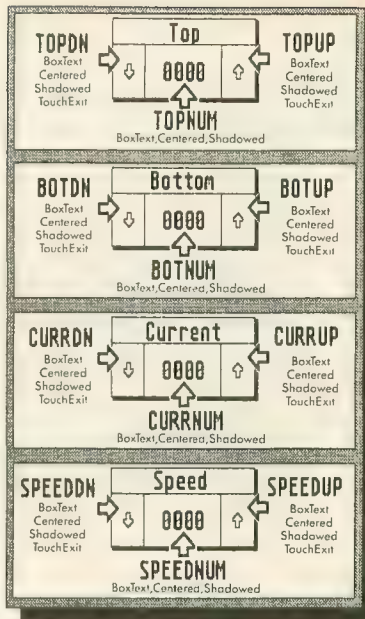 Top
TOPDN
TOPUP
BoxText
Centered
Shadowed
TouchExit
⇩ 0000 ⇧
BoxText
Centered
Shadowed
TouchExit
TOPNUM
BoxText,Centered,Shadowed
Bottom
BOTDN
BOTUP
BoxText
Centered
Shadowed
TouchExit
⇩ 0000 ⇧
BoxText
Centered
Shadowed
TouchExit
BOTNUM
BoxText,Centered,Shadowed
Current
CURRDN
CURRUP
BoxText
Centered
Shadowed
TouchExit
⇩ 0000 ⇧
BoxText
Centered
Shadowed
TouchExit
CURRNUM
BoxText,Centered,Shadowed
Speed
SPEEDDN
SPEEDUP
BoxText
Centered
Shadowed
TouchExit
⇩ 0000 ⇧
BoxText
Centered
Shadowed
TouchExit
SPEEDNUM
BoxText,Centered,Shadowed